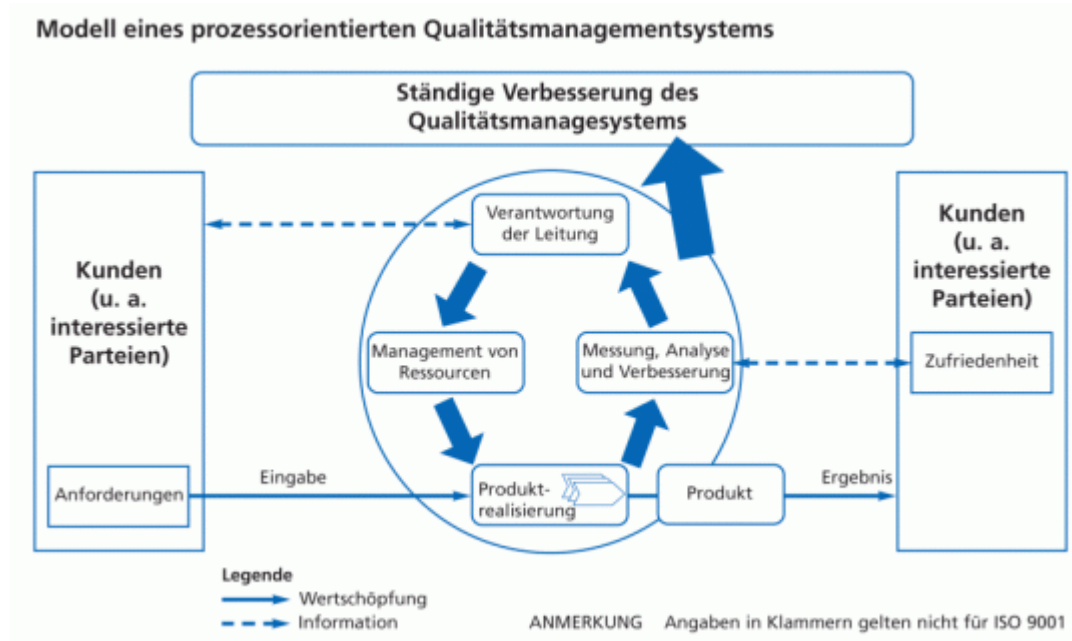 Modell eines prozessorientierten Qualitätsmanagementsystems
Ständige Verbesserung des
Qualitätsmanagesystems
Kunden
(u. a.
interessierte
Parteien)
Anforderungen
Eingabe
Verantwortung
der Leitung
Management von
Ressourcen
Messung, Analyse
und Verbesserung
Produkt-
realisierung
Produkt
Ergebnis
Kunden
(u. a.
interessierte
Parteien)
Zufriedenheit
Legende
Wertschöpfung
Information
ANMERKUNG Angaben in Klammern gelten nicht für ISO 9001